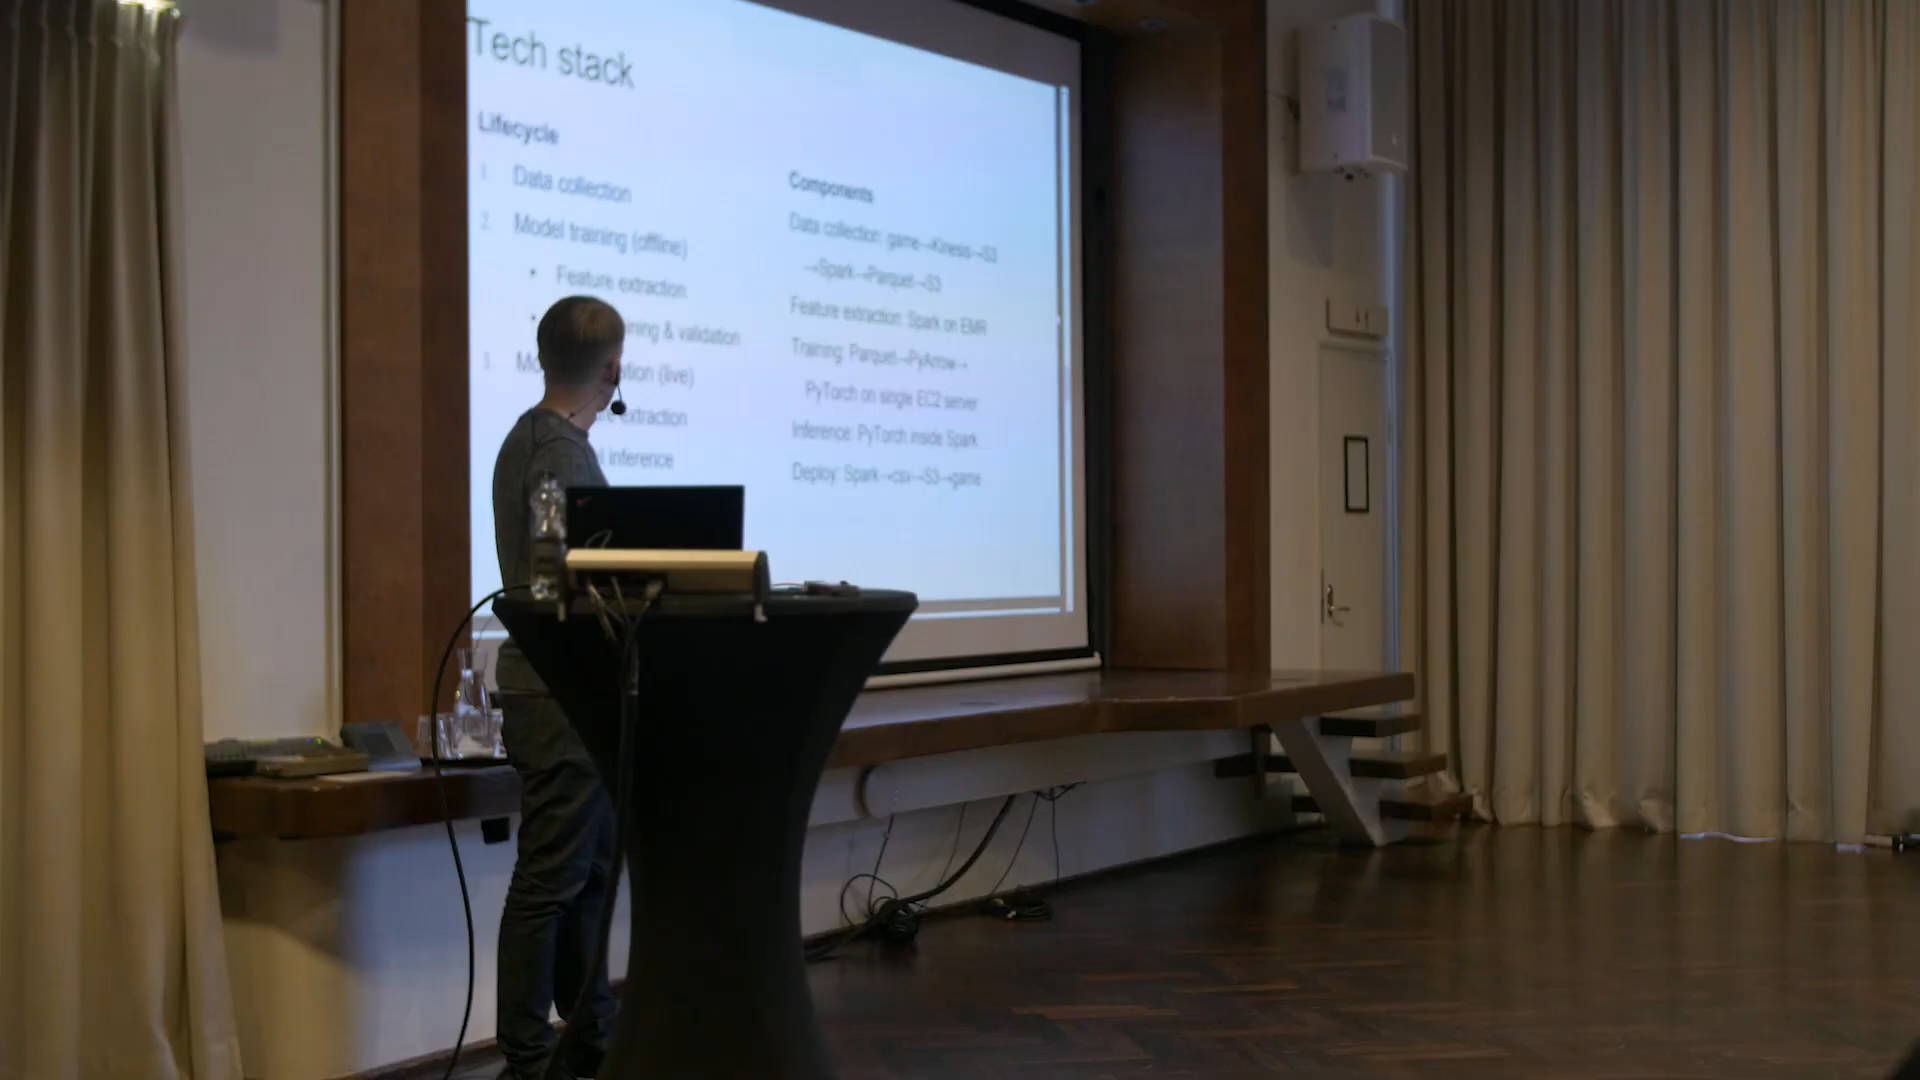 Tech stack
Lifecycle
1. Data collection
2. Model training (offline)
• Feature extraction
• ning & validation
3. Mo tion (live)
extraction
inference
Components
Data collection: game→Kinesis→S3
→Spark→Parquet→S3
Feature extraction: Spark on EMR
Training: Parquet→PyArrow→
PyTorch on single EC2 server
Inference: PyTorch inside Spark
Deploy: Spark→csv→S3→game